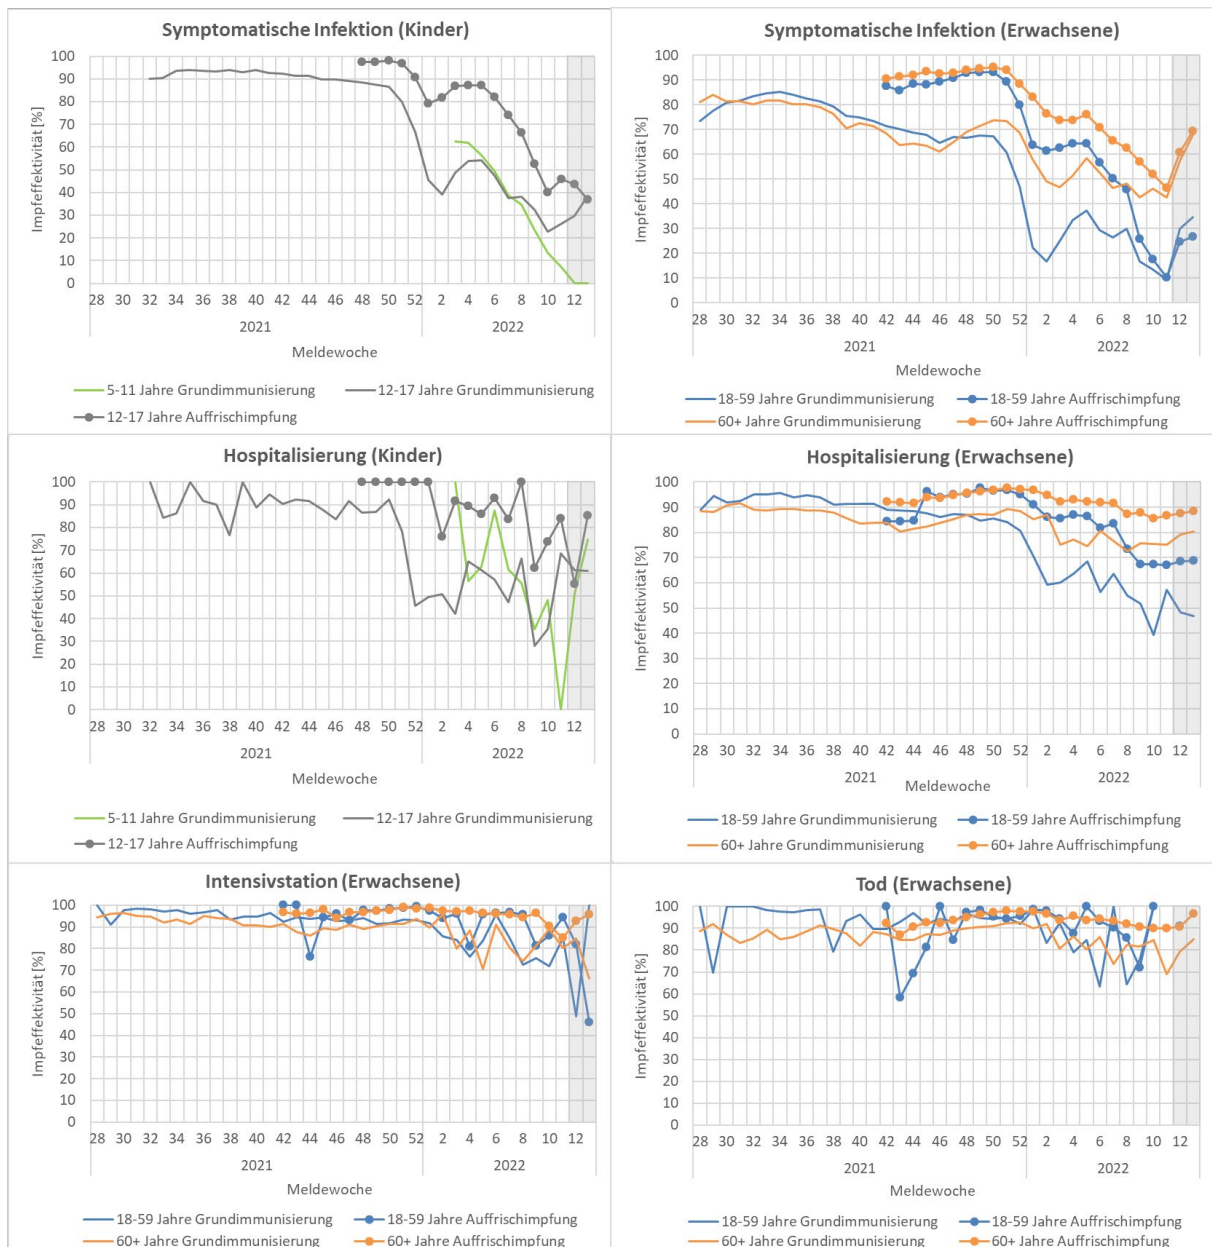 Symptomatische Infektion (Kinder)
Impfeffektivität [%]
100
90
80
70
60
50
40
30
20
10
0
28 30 32 34 36 38 40 42 44 46 48 50 52 2 4 6 8 10 12
2021 2022
Meldewoche
5-11 Jahre Grundimmunisierung 12-17 Jahre Grundimmunisierung
12-17 Jahre Auffrischimpfung
Symptomatische Infektion (Erwachsene)
Impfeffektivität [%]
100
90
80
70
60
50
40
30
20
10
0
28 30 32 34 36 38 40 42 44 46 48 50 52 2 4 6 8 10 12
2021 2022
Meldewoche
18-59 Jahre Grundimmunisierung 18-59 Jahre Auffrischimpfung
60+ Jahre Grundimmunisierung 60+ Jahre Auffrischimpfung
Hospitalisierung (Kinder)
Impfeffektivität [%]
100
90
80
70
60
50
40
30
20
10
0
28 30 32 34 36 38 40 42 44 46 48 50 52 2 4 6 8 10 12
2021 2022
Meldewoche
5-11 Jahre Grundimmunisierung 12-17 Jahre Grundimmunisierung
12-17 Jahre Auffrischimpfung
Hospitalisierung (Erwachsene)
Impfeffektivität [%]
100
90
80
70
60
50
40
30
20
10
0
28 30 32 34 36 38 40 42 44 46 48 50 52 2 4 6 8 10 12
2021 2022
Meldewoche
18-59 Jahre Grundimmunisierung 18-59 Jahre Auffrischimpfung
60+ Jahre Grundimmunisierung 60+ Jahre Auffrischimpfung
Intensivstation (Erwachsene)
Impfeffektivität [%]
100
90
80
70
60
50
40
30
20
10
0
28 30 32 34 36 38 40 42 44 46 48 50 52 2 4 6 8 10 12
2021 2022
Meldewoche
18-59 Jahre Grundimmunisierung 18-59 Jahre Auffrischimpfung
60+ Jahre Grundimmunisierung 60+ Jahre Auffrischimpfung
Tod (Erwachsene)
Impfeffektivität [%]
100
90
80
70
60
50
40
30
20
10
0
28 30 32 34 36 38 40 42 44 46 48 50 52 2 4 6 8 10 12
2021 2022
Meldewoche
18-59 Jahre Grundimmunisierung 18-59 Jahre Auffrischimpfung
60+ Jahre Grundimmunisierung 60+ Jahre Auffrischimpfung